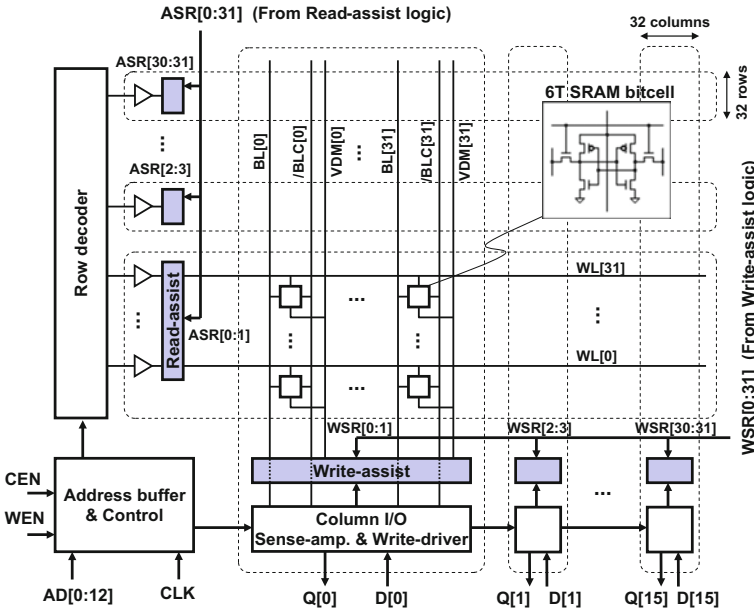 ASR[0:31] (From Read-assist logic)
32 columns
ASR[30:31]
32 rows
6T SRAM bitcell
...
BL[0]
/BLC[0]
VDM[0]
...
BL[31]
/BLC[31]
VDM[31]
ASR[2:3]
...
Row decoder
WL[31]
...
Read-assist
...
...
...
...
ASR[0:1]
WL[0]
WSR[0:31] (From Write-assist logic)
...
WSR[0:1]
WSR[2:3]
WSR[30:31]
Write-assist
CEN
WEN
Address buffer
& Control
Column I/O
Sense-amp. & Write-driver
...
AD[0:12]
CLK
Q[0]
D[0]
Q[1]
D[1]
Q[15]
D[15]